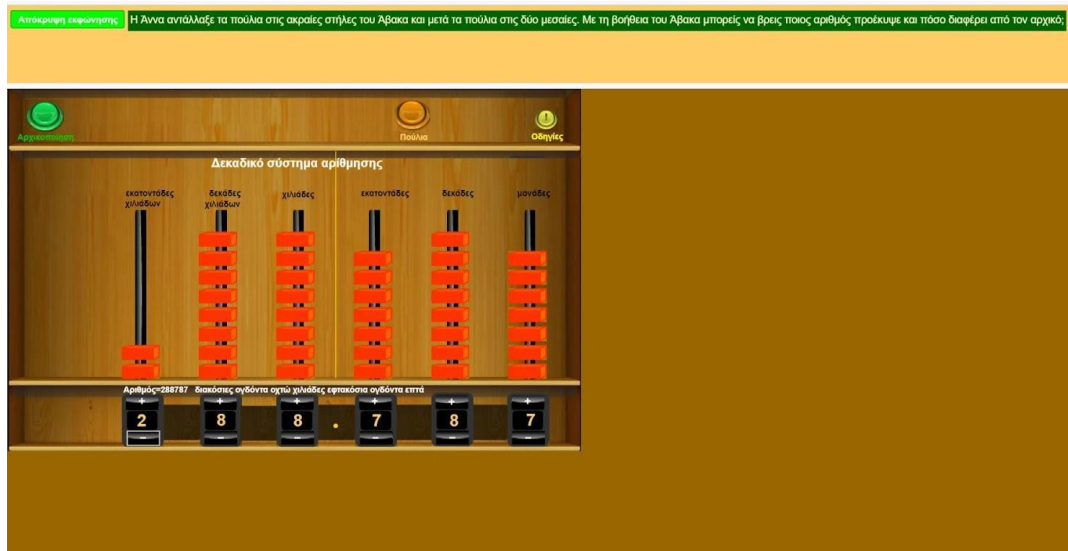 Απόκρυψη εκφώνησης Η Άννα αντάλλαξε τα πούλια στις ακραίες στήλες του Άβακα και μετά τα πούλια στις δύο μεσαίες. Με τη βοήθεια του Άβακα μπορείς να βρεις ποιος αριθμός προέκυψε και πόσο διαφέρει από τον αρχικό;
Αρχικοποίηση Πούλια Οδηγίες
Δεκαδικό σύστημα αρίθμησης
εκατοντάδες δεκάδες χιλιάδες εκατοντάδες δεκάδες μονάδες
χιλιάδων χιλιάδων
Αριθμός=288787 διακόσιες ογδόντα οχτώ χιλιάδες εφτακόσια ογδόντα επτά
+ + + + + +
2 8 8 . 7 8 7
- - - - - -